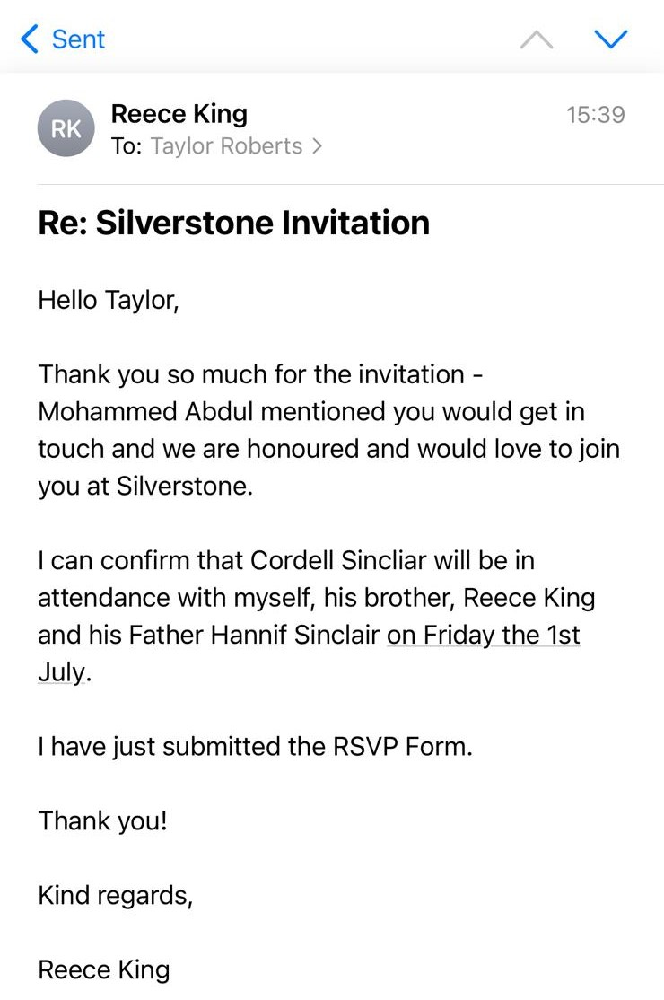 Sent
RK
Reece King
15:39
To: Taylor Roberts
Re: Silverstone Invitation
Hello Taylor,
Thank you so much for the invitation -
Mohammed Abdul mentioned you would get in
touch and we are honoured and would love to join
you at Silverstone.
I can confirm that Cordell Sincliar will be in
attendance with myself, his brother, Reece King
and his Father Hannif Sinclair on Friday the 1st
July.
I have just submitted the RSVP Form.
Thank you!
Kind regards,
Reece King